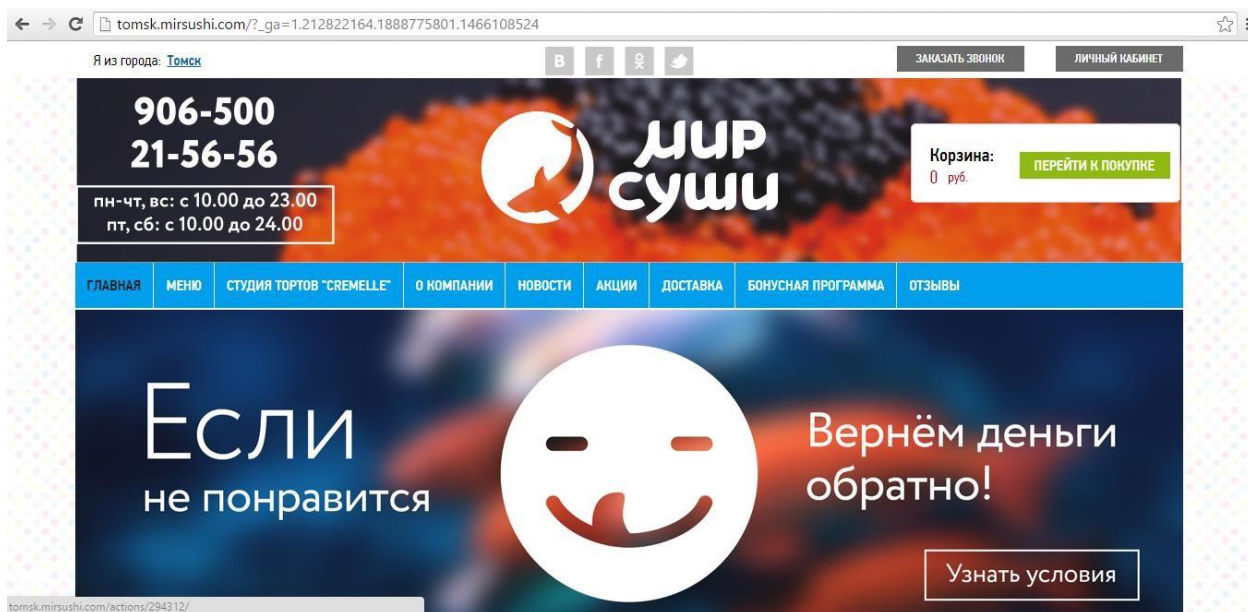 tomsk.mirsushi.com/?_ga=1.212822164.1888775801.1466108524
Я из города: Томск
В f
ЗАКАЗАТЬ ЗВОНОК
ЛИЧНЫЙ КАБИНЕТ
906-500
21-56-56
пн-чт, вс: с 10.00 до 23.00
пт, сб: с 10.00 до 24.00
мир
суши
Корзина:
0 руб.
ПЕРЕЙТИ К ПОКУПКЕ
ГЛАВНАЯ МЕНЮ СТУДИЯ ТОРТОВ "CREMELLE" О КОМПАНИИ НОВОСТИ АКЦИИ ДОСТАВКА БОНУСНАЯ ПРОГРАММА ОТЗЫВЫ
Если
не понравится
Вернём деньги
обратно!
Узнать условия
tomsk.mirsushi.com/actions/294312/